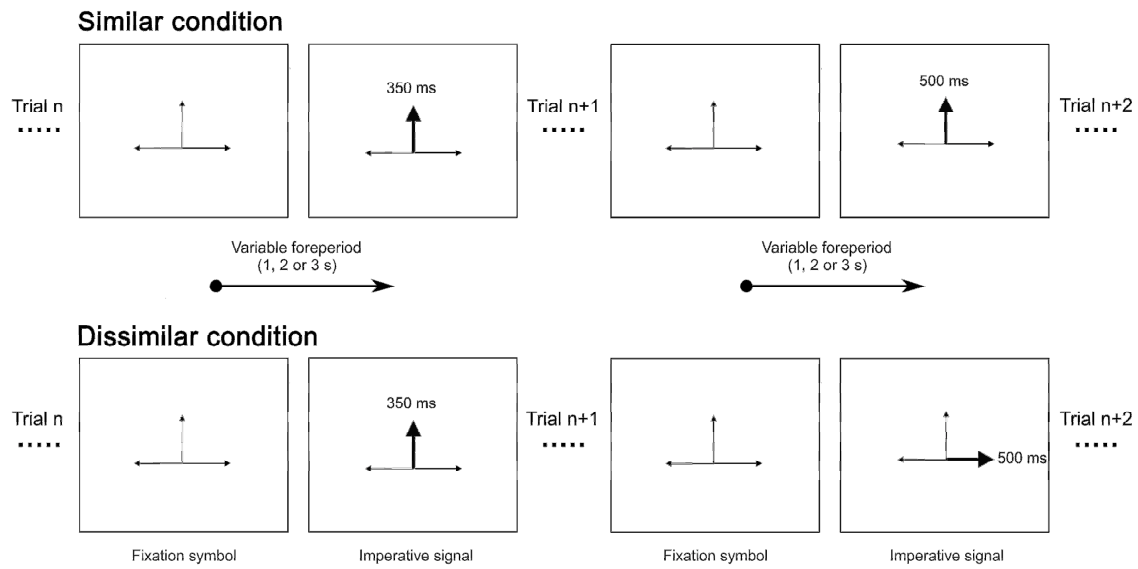 Similar condition
350 ms
500 ms
Trial n
Trial n+1
Trial n+2
.....
.....
.....
Variable foreperiod
(1, 2 or 3 s)
Variable foreperiod
(1, 2 or 3 s)
Dissimilar condition
350 ms
Trial n
Trial n+1
Trial n+2
.....
.....
.....
500 ms
Fixation symbol
Imperative signal
Fixation symbol
Imperative signal